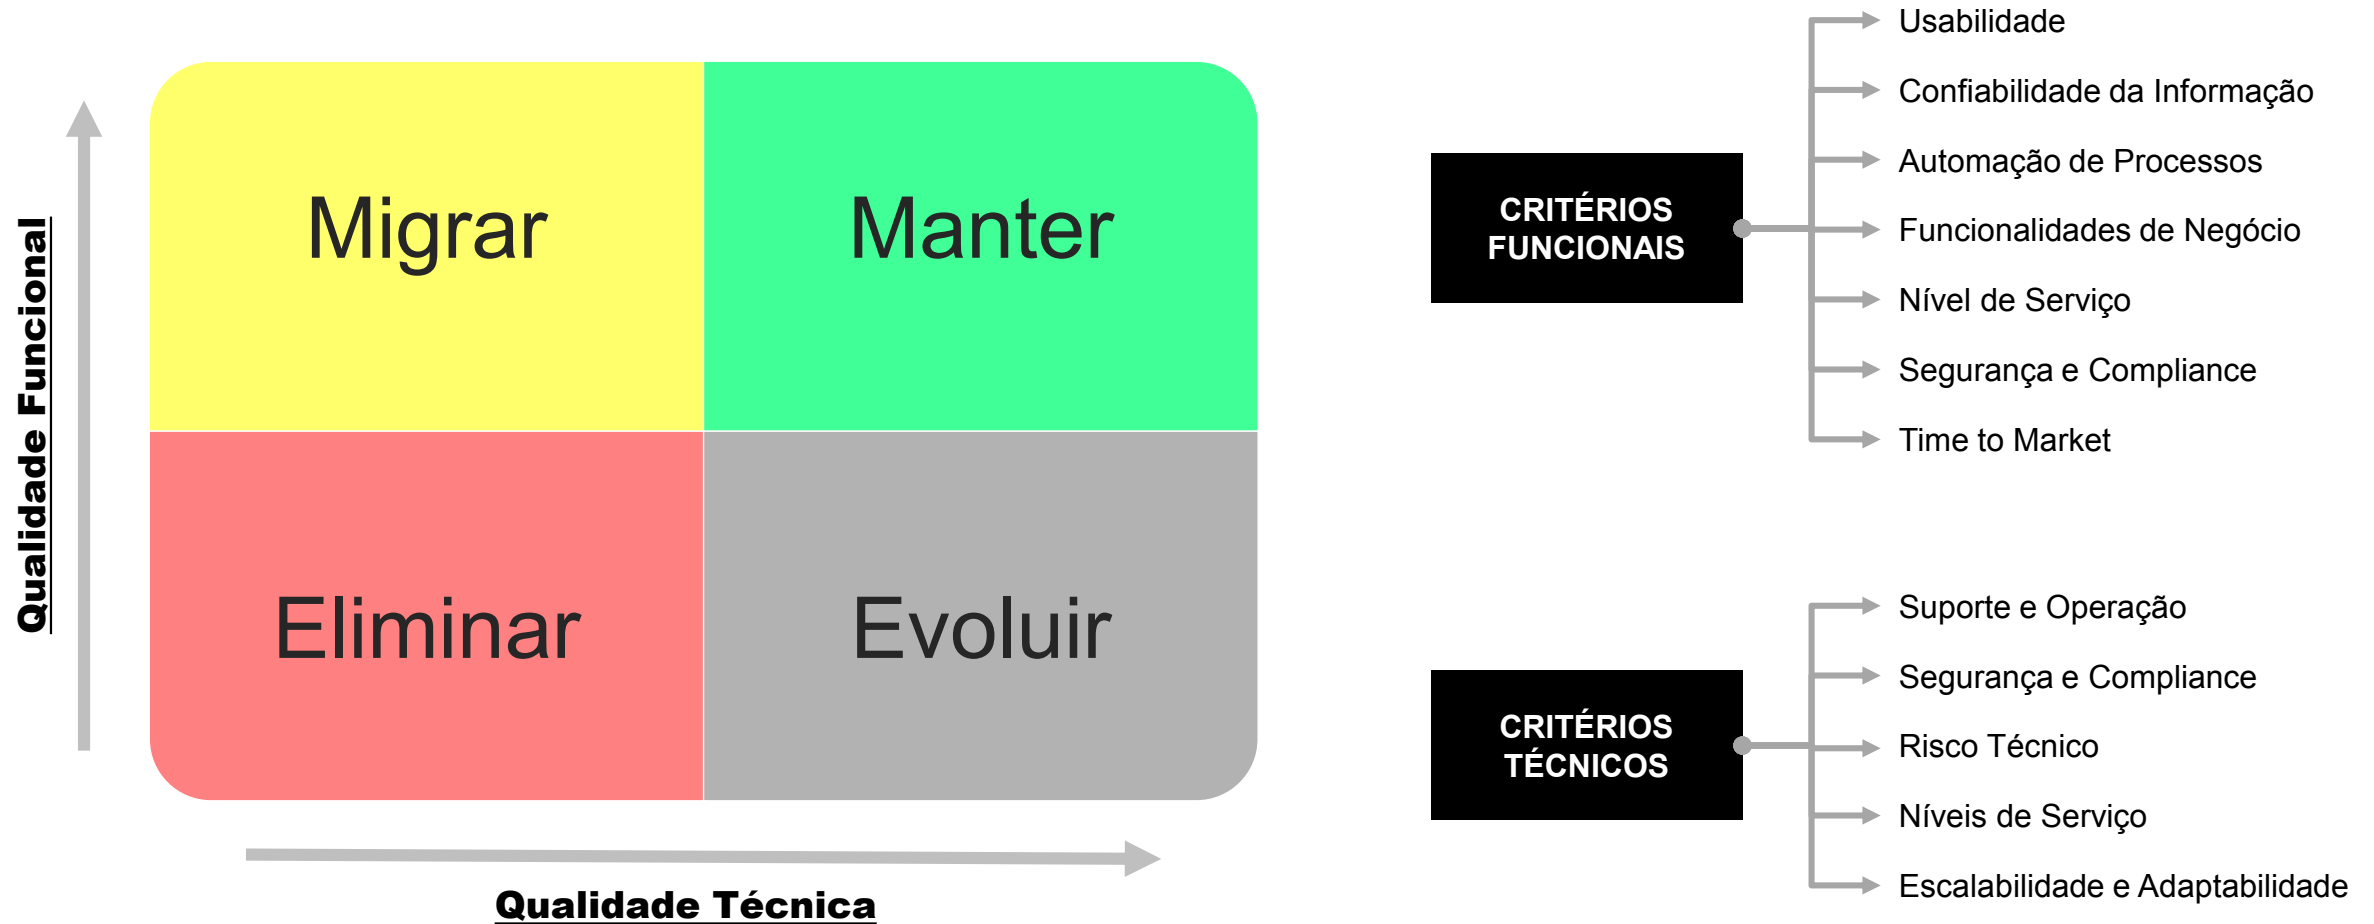 Qualidade Funcional
Migrar
Manter
Eliminar
Evoluir
Qualidade Técnica
CRITÉRIOS
FUNCIONAIS
Usabilidade
Confiabilidade da Informação
Automação de Processos
Funcionalidades de Negócio
Nível de Serviço
Segurança e Compliance
Time to Market
CRITÉRIOS
TÉCNICOS
Suporte e Operação
Segurança e Compliance
Risco Técnico
Níveis de Serviço
Escalabilidade e Adaptabilidade